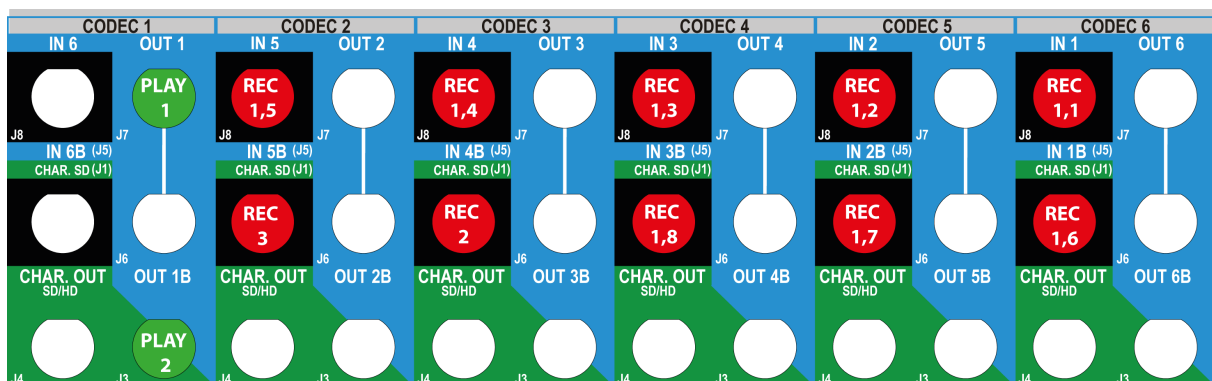 CODEC 1 CODEC 2 CODEC 3 CODEC 4 CODEC 5 CODEC 6
IN 6 OUT 1 IN 5 OUT 2 IN 4 OUT 3 IN 3 OUT 4 IN 2 OUT 5 IN 1 OUT 6
PLAY REC REC REC REC REC
1 1,5 1,4 1,3 1,2 1,1
J8 J7 J8 J7 J8 J7 J8 J7 J8 J7 J8 J7
IN 6B (J5) IN 5B (J5) IN 4B (J5) IN 3B (J5) IN 2B (J5) IN 1B (J5)
CHAR. SD (J1) CHAR. SD (J1) CHAR. SD (J1) CHAR. SD (J1) CHAR. SD (J1) CHAR. SD (J1)
REC REC REC REC REC
3 2 1,8 1,7 1,6
J6 J6 J6 J6 J6 J6
CHAR. OUT OUT 1B CHAR. OUT OUT 2B CHAR. OUT OUT 3B CHAR. OUT OUT 4B CHAR. OUT OUT 5B CHAR. OUT OUT 6B
SD/HD SD/HD SD/HD SD/HD SD/HD SD/HD
PLAY
2
J4 J3 J4 J3 J4 J3 J4 J3 J4 J3 J4 J3